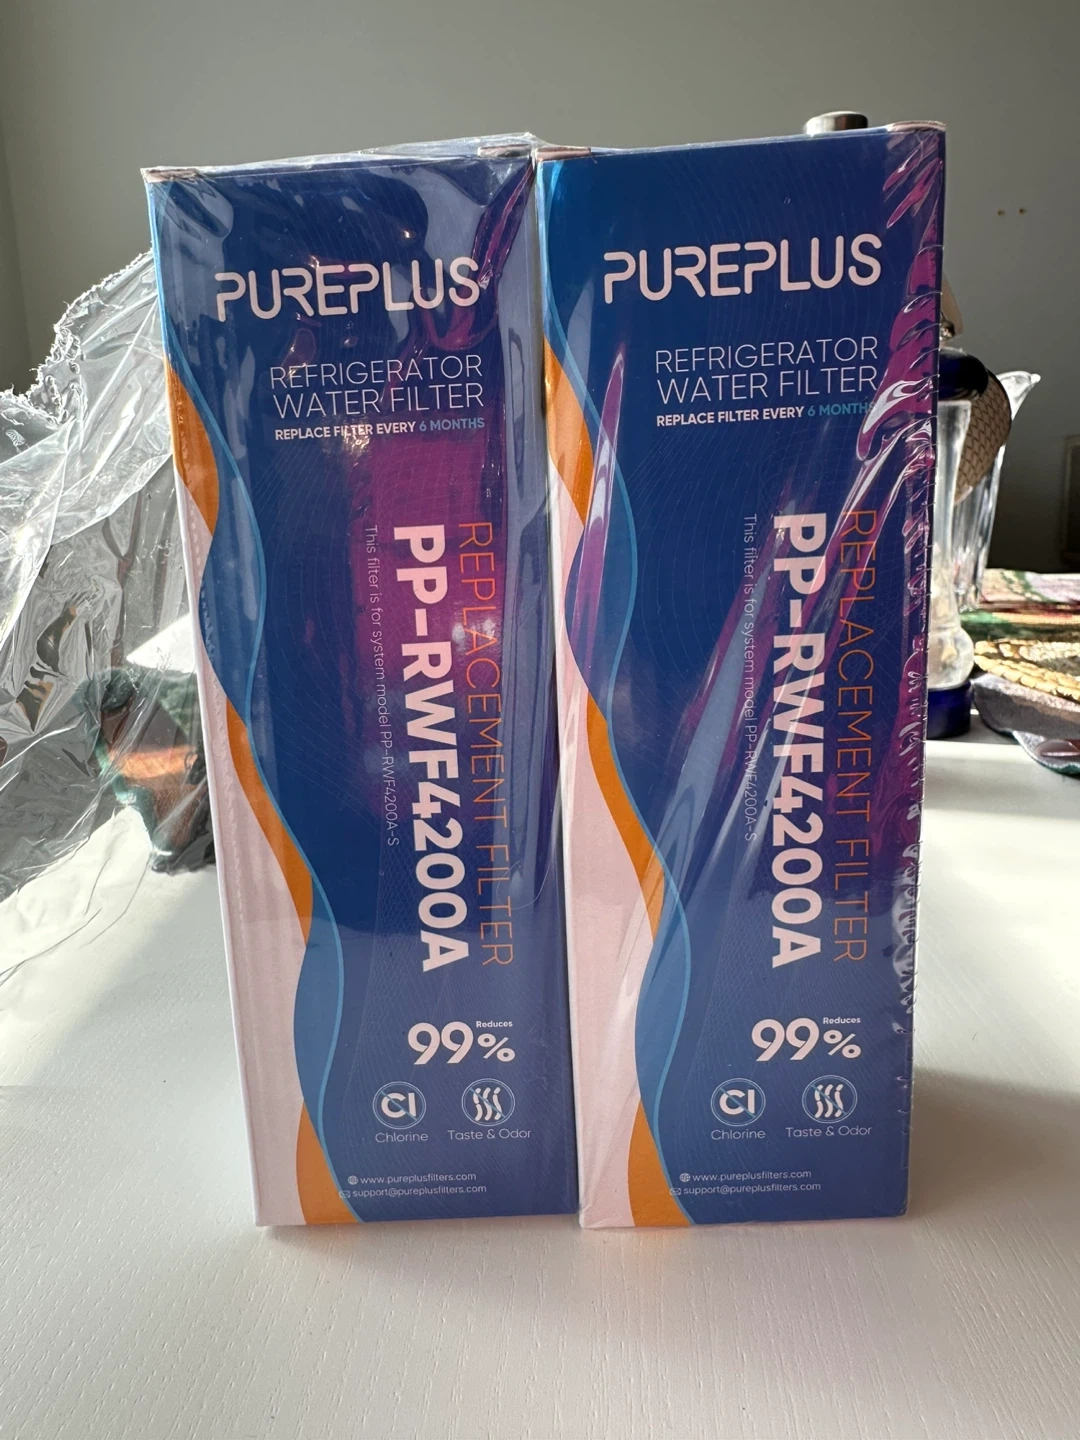 PUREPLUS
REFRIGERATOR
WATER FILTER
REPLACE FILTER EVERY 6 MONTHS
REPLACEMENT FILTER
PP-RWF4200A
This filter is for system model PP-RWF4200A-S
Reduces
99%
Cl
Chlorine
Taste & Odor
www.pureplusfilters.com
support@pureplusfilters.com
PUREPLUS
REFRIGERATOR
WATER FILTER
REPLACE FILTER EVERY 6 MONTHS
REPLACEMENT FILTER
PP-RWF4200A
This filter is for system model PP-RWF4200A-S
Reduces
99%
Cl
Chlorine
Taste & Odor
www.pureplusfilters.com
support@pureplusfilters.com